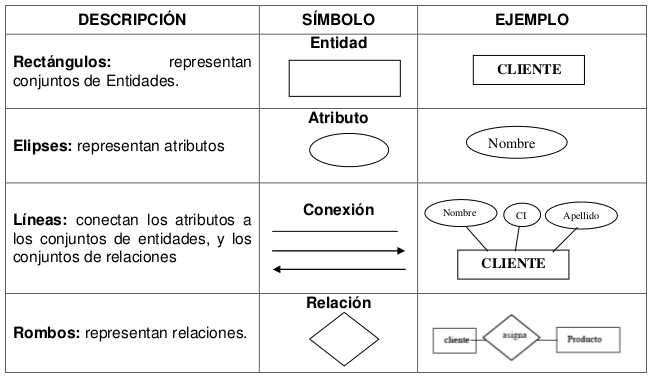 DESCRIPCIÓN SÍMBOLO EJEMPLO
Rectángulos: representan
conjuntos de Entidades.
Entidad
CLIENTE
Elipses: representan atributos
Atributo
Nombre
Líneas: conectan los atributos a
los conjuntos de entidades, y los
conjuntos de relaciones
Conexión
Nombre CI Apellido
CLIENTE
Rombos: representan relaciones.
Relación
cliente asigna Producto